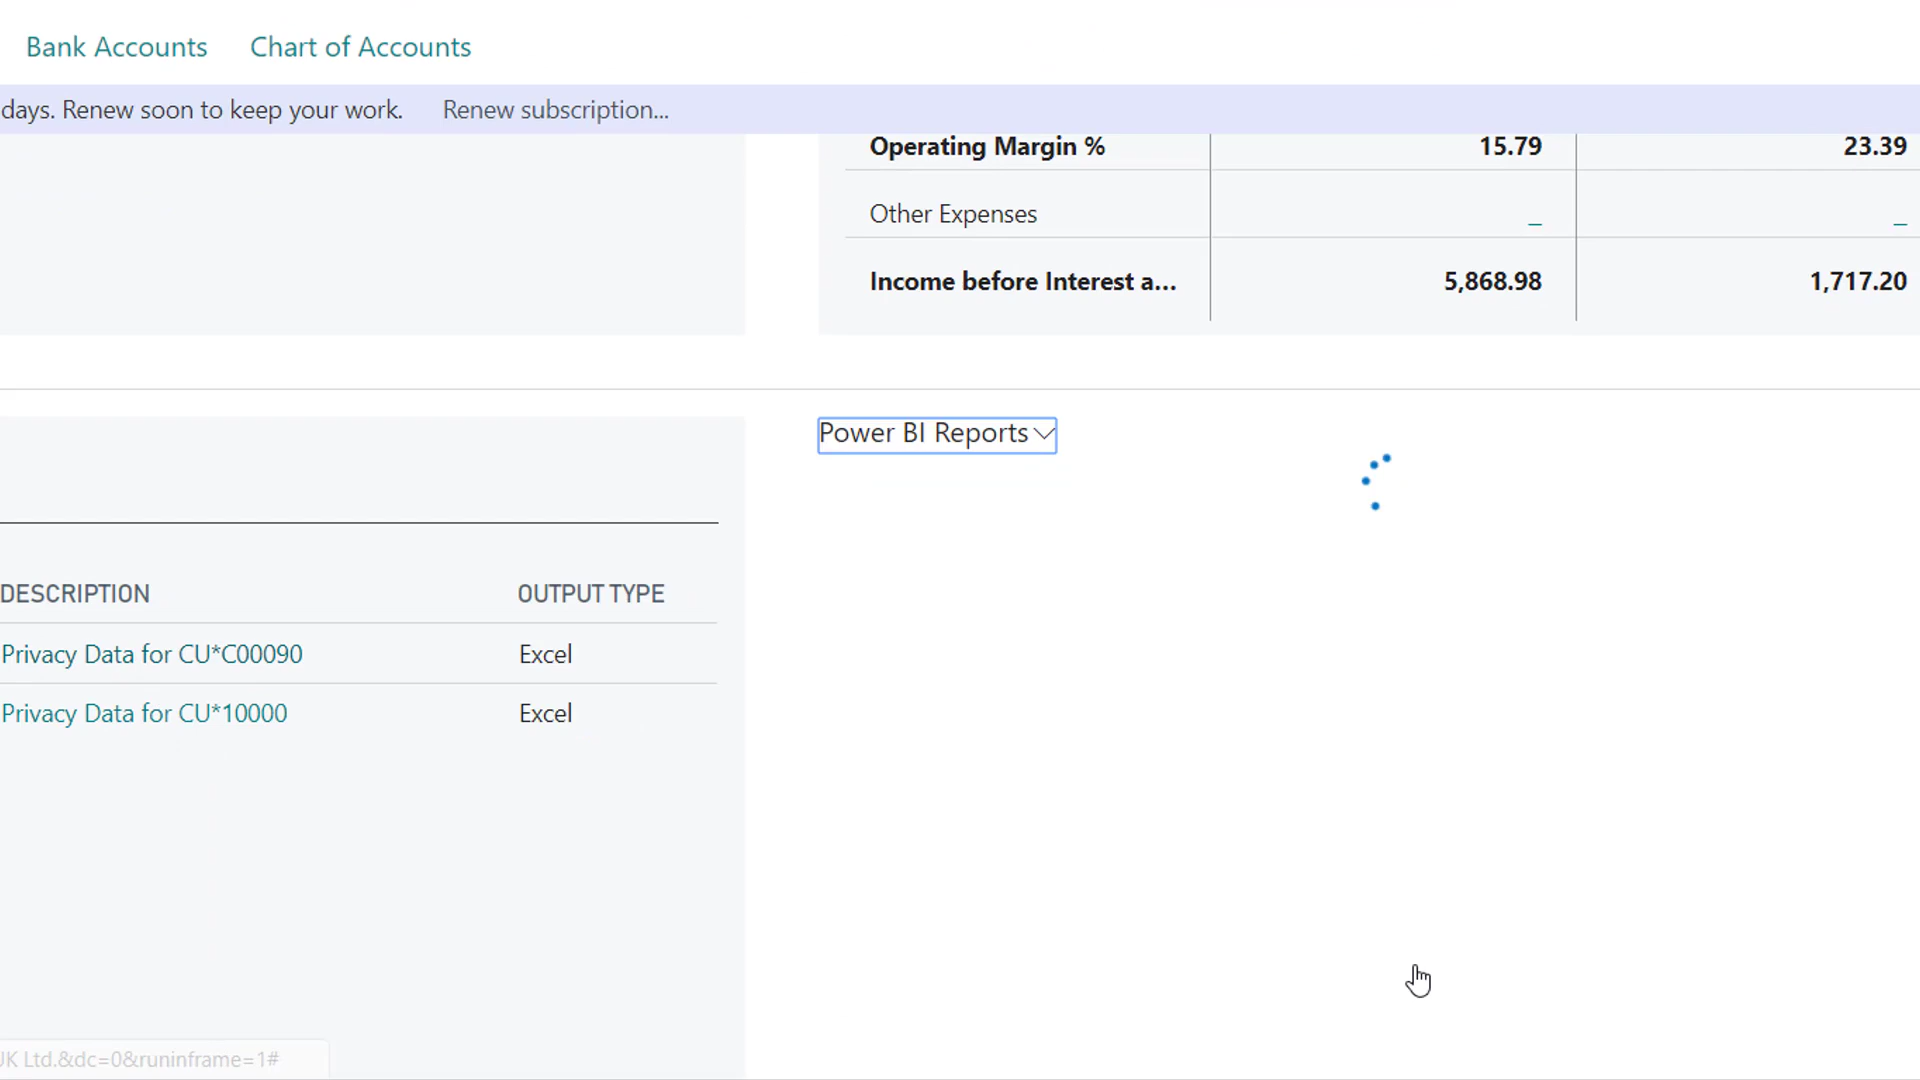 Bank Accounts Chart of Accounts
days. Renew soon to keep your work. Renew subscription...
Operating Margin % 15.79 23.39
Other Expenses _ _
Income before Interest a... 5,868.98 1,717.20
Power BI Reports
DESCRIPTION OUTPUT TYPE
Privacy Data for CU*C00090 Excel
Privacy Data for CU*10000 Excel
UK Ltd.&dc=0&runinframe=1#